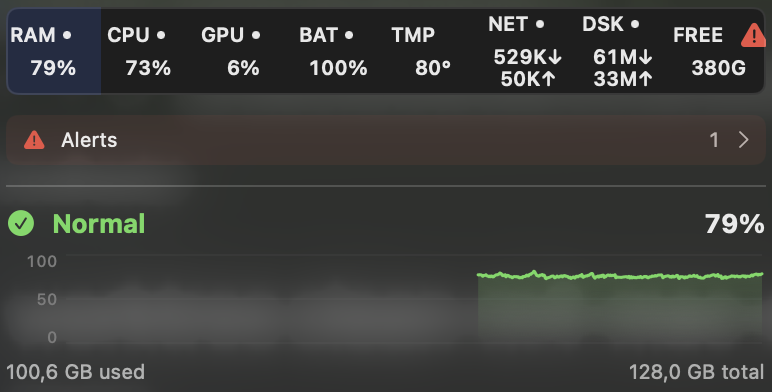 RAM • CPU • GPU • BAT • TMP NET • DSK • FREE
79% 73% 6% 100% 80° 529K↓ 61M↓ 380G
50K↑ 33M↑
Alerts 1
Normal 79%
100
50
0
100,6 GB used 128,0 GB total